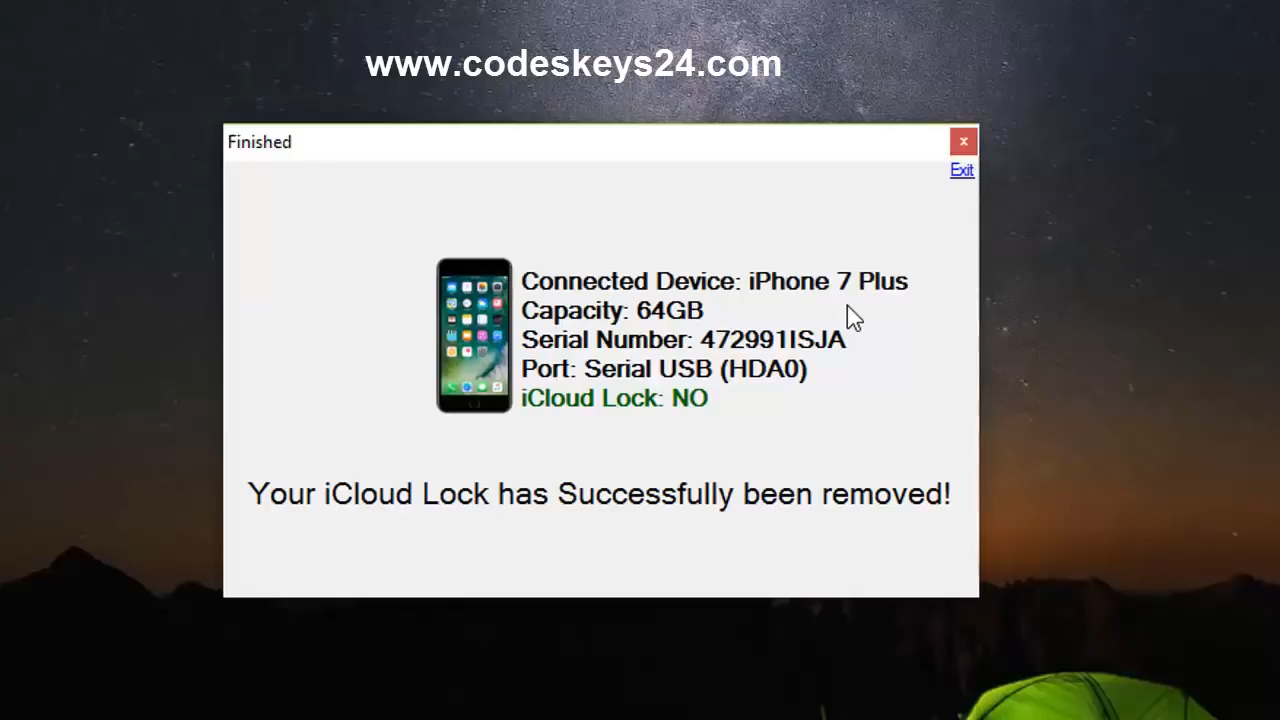 www.codeskeys24.com
Finished
x
Exit
Connected Device: iPhone 7 Plus
Capacity: 64GB
Serial Number: 472991ISJA
Port: Serial USB (HDA0)
iCloud Lock: NO
Your iCloud Lock has Successfully been removed!